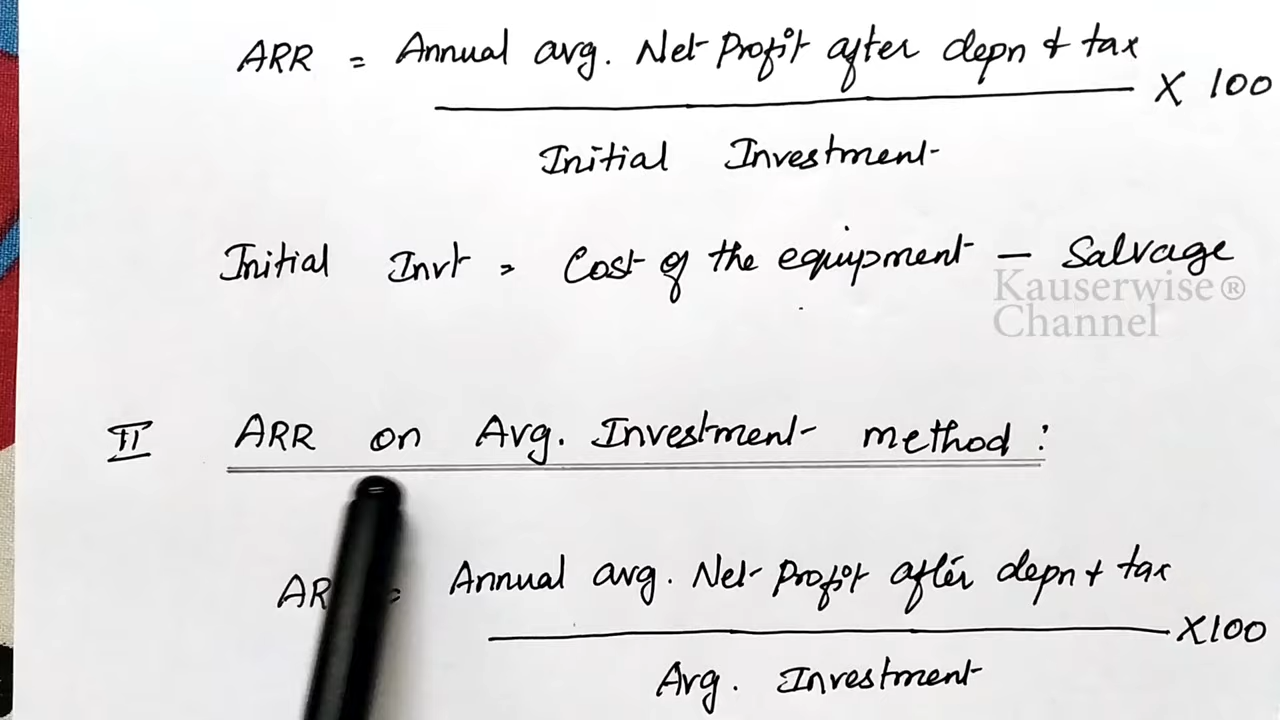 ARR = Annual avg. Net Profit after depn & tax
X 100
Initial Investment
Initial Invt = Cost of the equipment - Salvage
Kauserwise®
Channel
II ARR on Avg. Investment method :
AR = Annual avg. Net Profit after depn & tax
X100
Avg. Investment